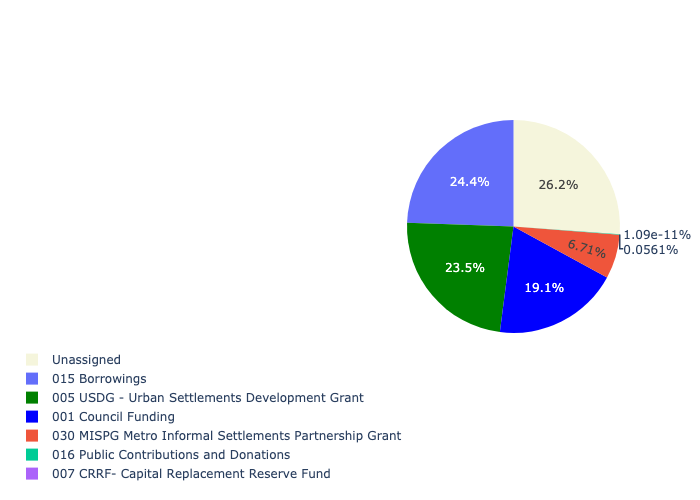 24.4%
26.2%
1.09e-11%
0.0561%
6.71%
23.5%
19.1%
Unassigned
015 Borrowings
005 USDG - Urban Settlements Development Grant
001 Council Funding
030 MISPG Metro Informal Settlements Partnership Grant
016 Public Contributions and Donations
007 CRRF- Capital Replacement Reserve Fund